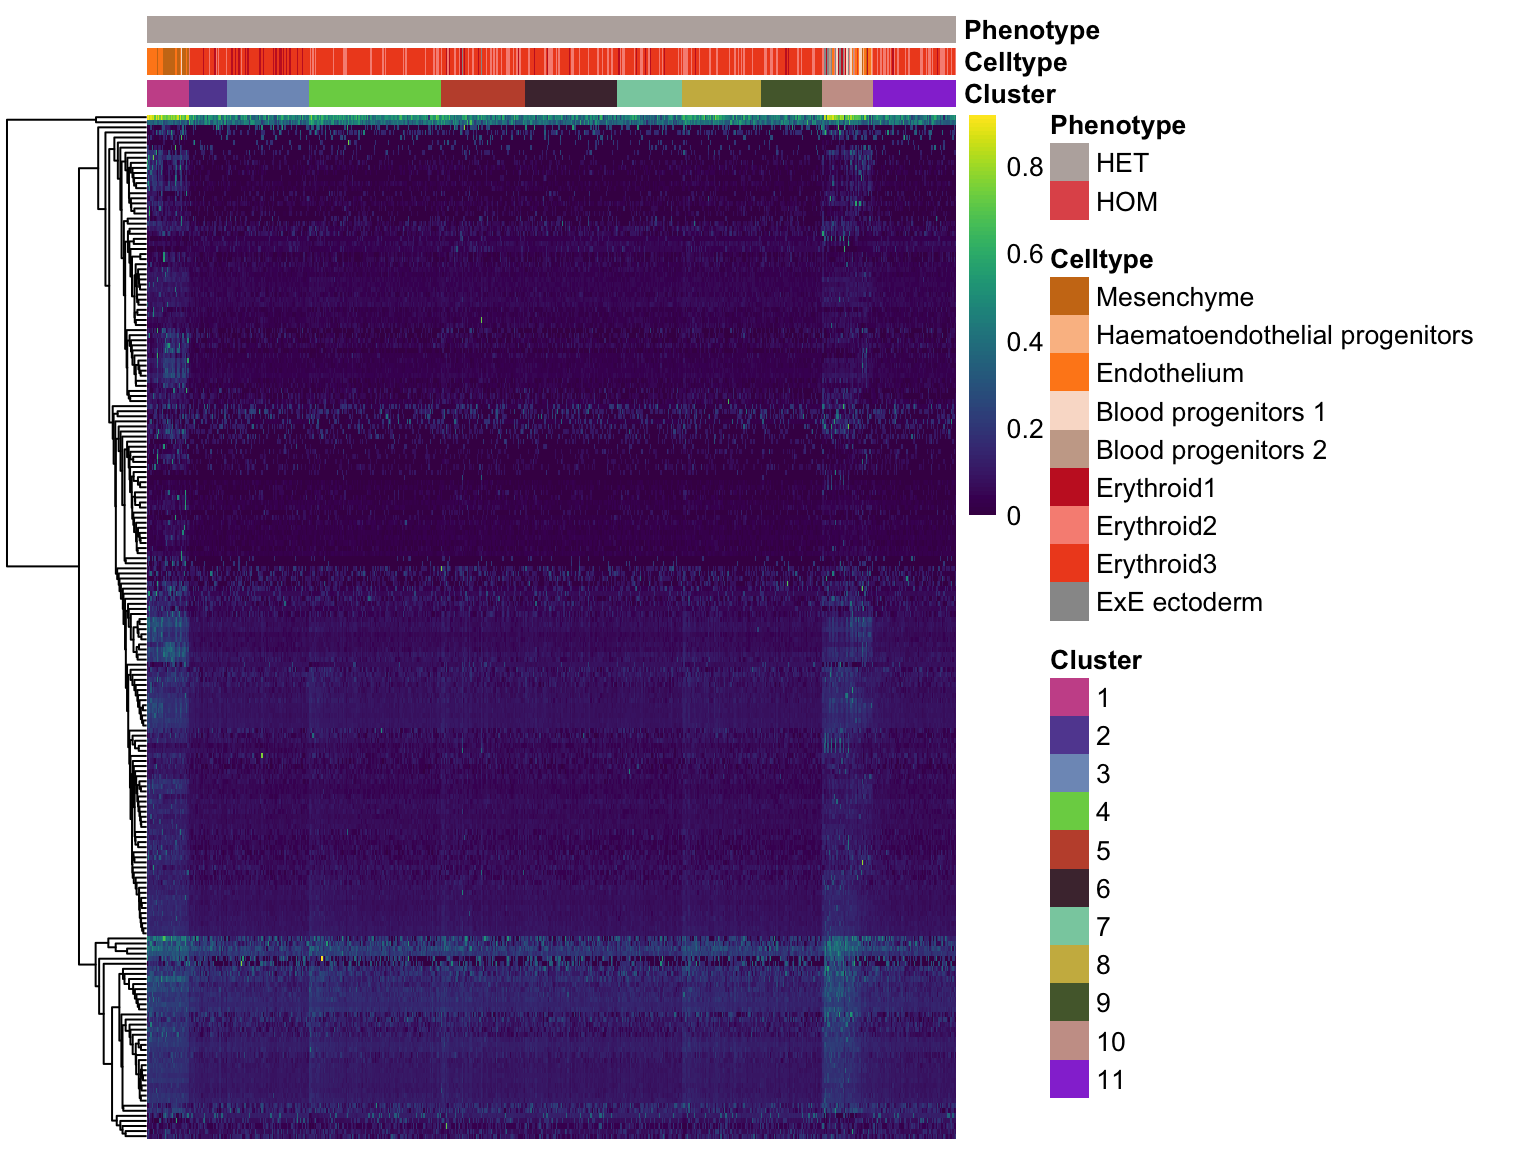 Phenotype
Celltype
Cluster
0.8
0.6
0.4
0.2
0
Phenotype
HET
HOM
Celltype
Mesenchyme
Haematoendothelial progenitors
Endothelium
Blood progenitors 1
Blood progenitors 2
Erythroid1
Erythroid2
Erythroid3
ExE ectoderm
Cluster
1
2
3
4
5
6
7
8
9
10
11